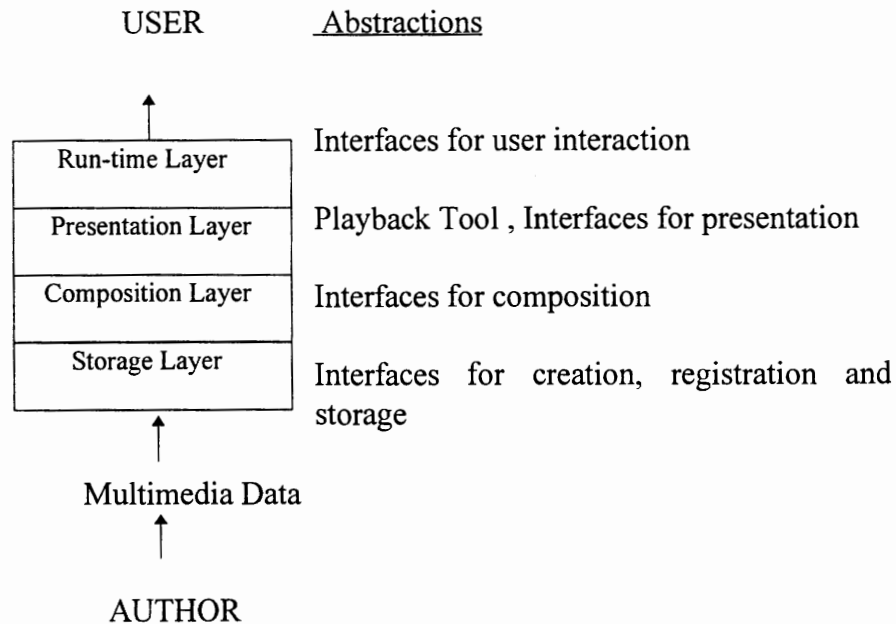 USER Abstractions
Run-time Layer Interfaces for user interaction
Presentation Layer Playback Tool , Interfaces for presentation
Composition Layer Interfaces for composition
Storage Layer Interfaces for creation, registration and
storage
Multimedia Data
AUTHOR